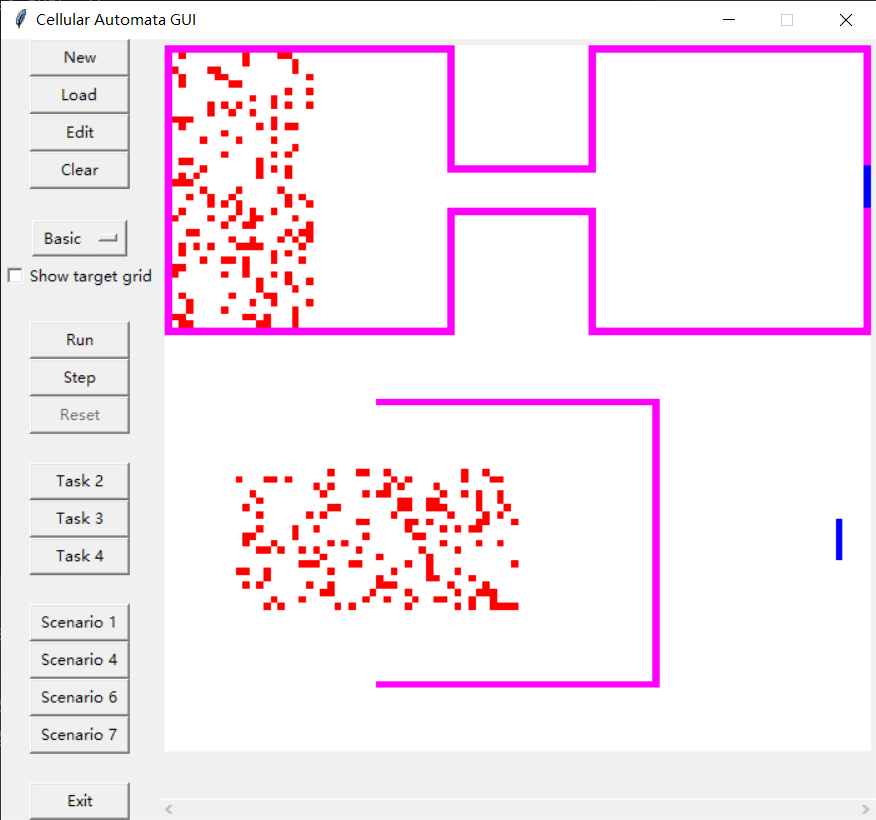 Cellular Automata GUI
New
Load
Edit
Clear
Basic
Show target grid
Run
Step
Reset
Task 2
Task 3
Task 4
Scenario 1
Scenario 4
Scenario 6
Scenario 7
Exit